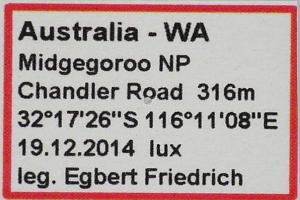 Australia - WA
Midgegoroo NP
Chandler Road 316m
32°17'26"S 116°11'08"E
19.12.2014 lux
leg. Egbert Friedrich